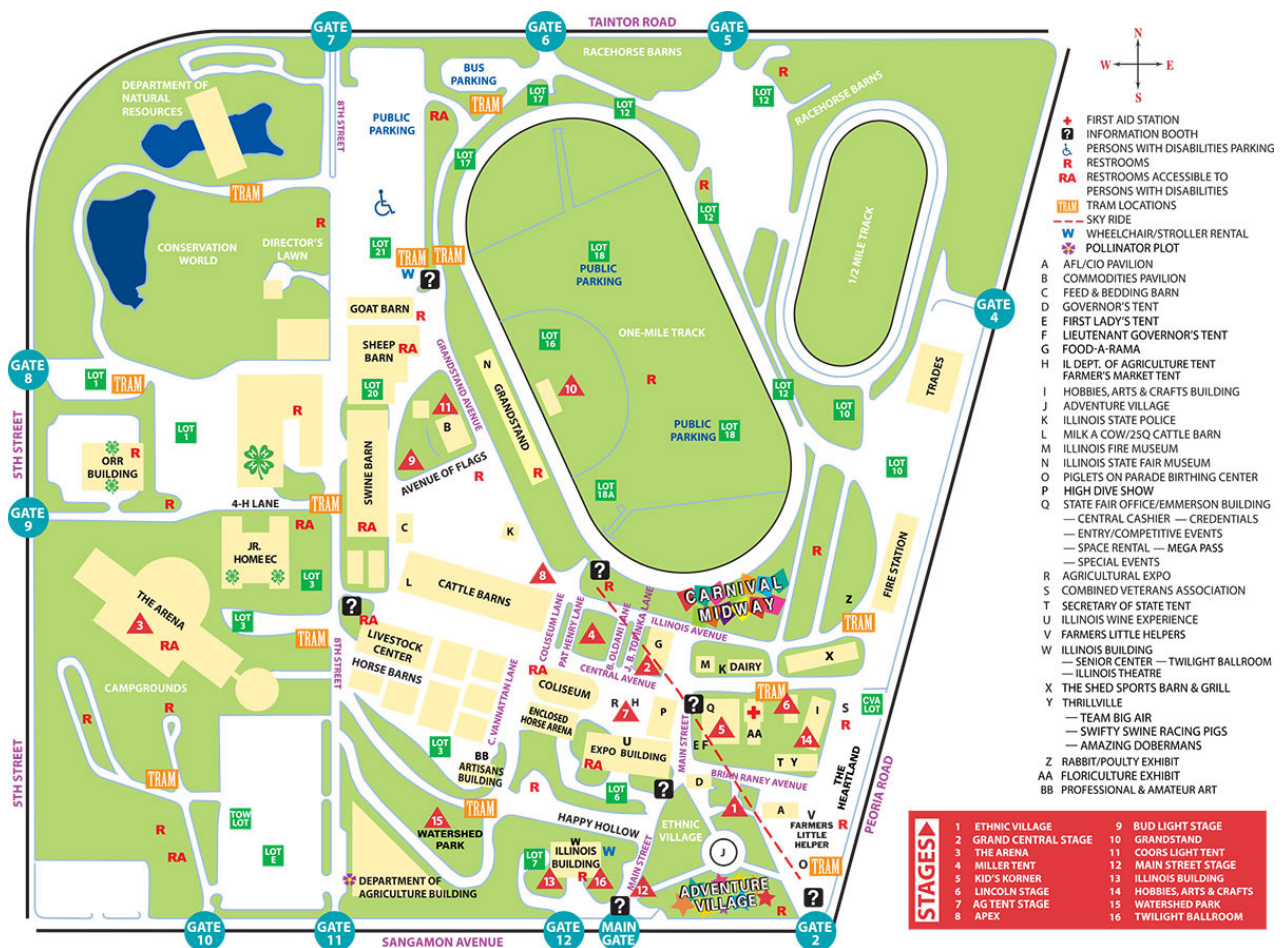 TAINTOR ROAD
GATE 7
GATE 6
GATE 5
RACEHORSE BARNS
BUS PARKING
DEPARTMENT OF NATURAL RESOURCES
8TH STREET
PUBLIC PARKING
TRAM
RA
LOT 17
LOT 12
R
LOT 12
RACEHORSE BARNS
LOT 17
TRAM
R
LOT 12
CONSERVATION WORLD
R
DIRECTOR'S LAWN
LOT 21
TRAM
TRAM
W
?
LOT 18
PUBLIC PARKING
1/2 MILE TRACK
GATE 4
GOAT BARN
R
SHEEP BARN
RA
GRANDSTAND AVENUE
LOT 16
ONE-MILE TRACK
N
GRANDSTAND
R
10
R
TRADES
GATE 8
LOT 1
TRAM
LOT 20
LOT 12
LOT 10
5TH STREET
LOT 1
R
11
B
PUBLIC PARKING
LOT 18
ORR BUILDING
R
SWINE BARN
9
AVENUE OF FLAGS
R
R
LOT 10
LOT 18A
GATE 9
R
4-H LANE
TRAM
RA
RA
C
K
JR. HOME EC
LOT 3
R
FIRE STATION
L
CATTLE BARNS
8
?
R
CARNIVAL MIDWAY
Z
TRAM
THE ARENA
3
RA
LOT 3
TRAM
?
RA
LIVESTOCK CENTER
HORSE BARNS
COLISEUM LANE
PAT HENRY LANE
4
B. OLDANI LANE
J.B. TOPINKA LANE
ILLINOIS AVENUE
G
2
CENTRAL AVENUE
M
K
DAIRY
X
8TH STREET
CAMPGROUNDS
R
R
RA
COLISEUM
ENCLOSED HORSE ARENA
C. VANNATTAN LANE
R
H
7
P
?
Q
5
TRAM
6
AA
I
14
S
R
CVA LOT
LOT 3
U
EXPO BUILDING
RA
MAIN STREET
E F
T Y
THE HEARTLAND
BB
ARTISANS BUILDING
R
LOT 6
?
D
BRIAN RANEY AVENUE
PEORIA ROAD
5TH STREET
TRAM
TRAM
15
WATERSHED PARK
HAPPY HOLLOW
ETHNIC VILLAGE
1
A
V
FARMERS LITTLE HELPER
R
TOW LOT
R
RA
LOT E
W
ILLINOIS BUILDING
W
LOT 7
13
R
16
MAIN STREET
12
J
O
TRAM
DEPARTMENT OF AGRICULTURE BUILDING
ADVENTURE VILLAGE
R
?
?
GATE 10
GATE 11
SANGAMON AVENUE
GATE 12
MAIN GATE
GATE 2
N
W
E
S
FIRST AID STATION
? INFORMATION BOOTH
PERSONS WITH DISABILITIES PARKING
R RESTROOMS
RA RESTROOMS ACCESSIBLE TO
PERSONS WITH DISABILITIES
TRAM TRAM LOCATIONS
SKY RIDE
W WHEELCHAIR/STROLLER RENTAL
POLLINATOR PLOT
A AFL/CIO PAVILION
B COMMODITIES PAVILION
C FEED & BEDDING BARN
D GOVERNOR'S TENT
E FIRST LADY'S TENT
F LIEUTENANT GOVERNOR'S TENT
G FOOD-A-RAMA
H IL DEPT. OF AGRICULTURE TENT
FARMER'S MARKET TENT
I HOBBIES, ARTS & CRAFTS BUILDING
J ADVENTURE VILLAGE
K ILLINOIS STATE POLICE
L MILK A COW/25Q CATTLE BARN
M ILLINOIS FIRE MUSEUM
N ILLINOIS STATE FAIR MUSEUM
O PIGLETS ON PARADE BIRTHING CENTER
P HIGH DIVE SHOW
Q STATE FAIR OFFICE/EMMERSON BUILDING
— CENTRAL CASHIER — CREDENTIALS
— ENTRY/COMPETITIVE EVENTS
— SPACE RENTAL — MEGA PASS
— SPECIAL EVENTS
R AGRICULTURAL EXPO
S COMBINED VETERANS ASSOCIATION
T SECRETARY OF STATE TENT
U ILLINOIS WINE EXPERIENCE
V FARMERS LITTLE HELPERS
W ILLINOIS BUILDING
— SENIOR CENTER — TWILIGHT BALLROOM
— ILLINOIS THEATRE
X THE SHED SPORTS BARN & GRILL
Y THRILLVILLE
— TEAM BIG AIR
— SWIFTY SWINE RACING PIGS
— AMAZING DOBERMANS
Z RABBIT/POULTY EXHIBIT
AA FLORICULTURE EXHIBIT
BB PROFESSIONAL & AMATEUR ART
STAGES
1 ETHNIC VILLAGE
2 GRAND CENTRAL STAGE
3 THE ARENA
4 MILLER TENT
5 KID'S KORNER
6 LINCOLN STAGE
7 AG TENT STAGE
8 APEX
9 BUD LIGHT STAGE
10 GRANDSTAND
11 COORS LIGHT TENT
12 MAIN STREET STAGE
13 ILLINOIS BUILDING
14 HOBBIES, ARTS & CRAFTS
15 WATERSHED PARK
16 TWILIGHT BALLROOM